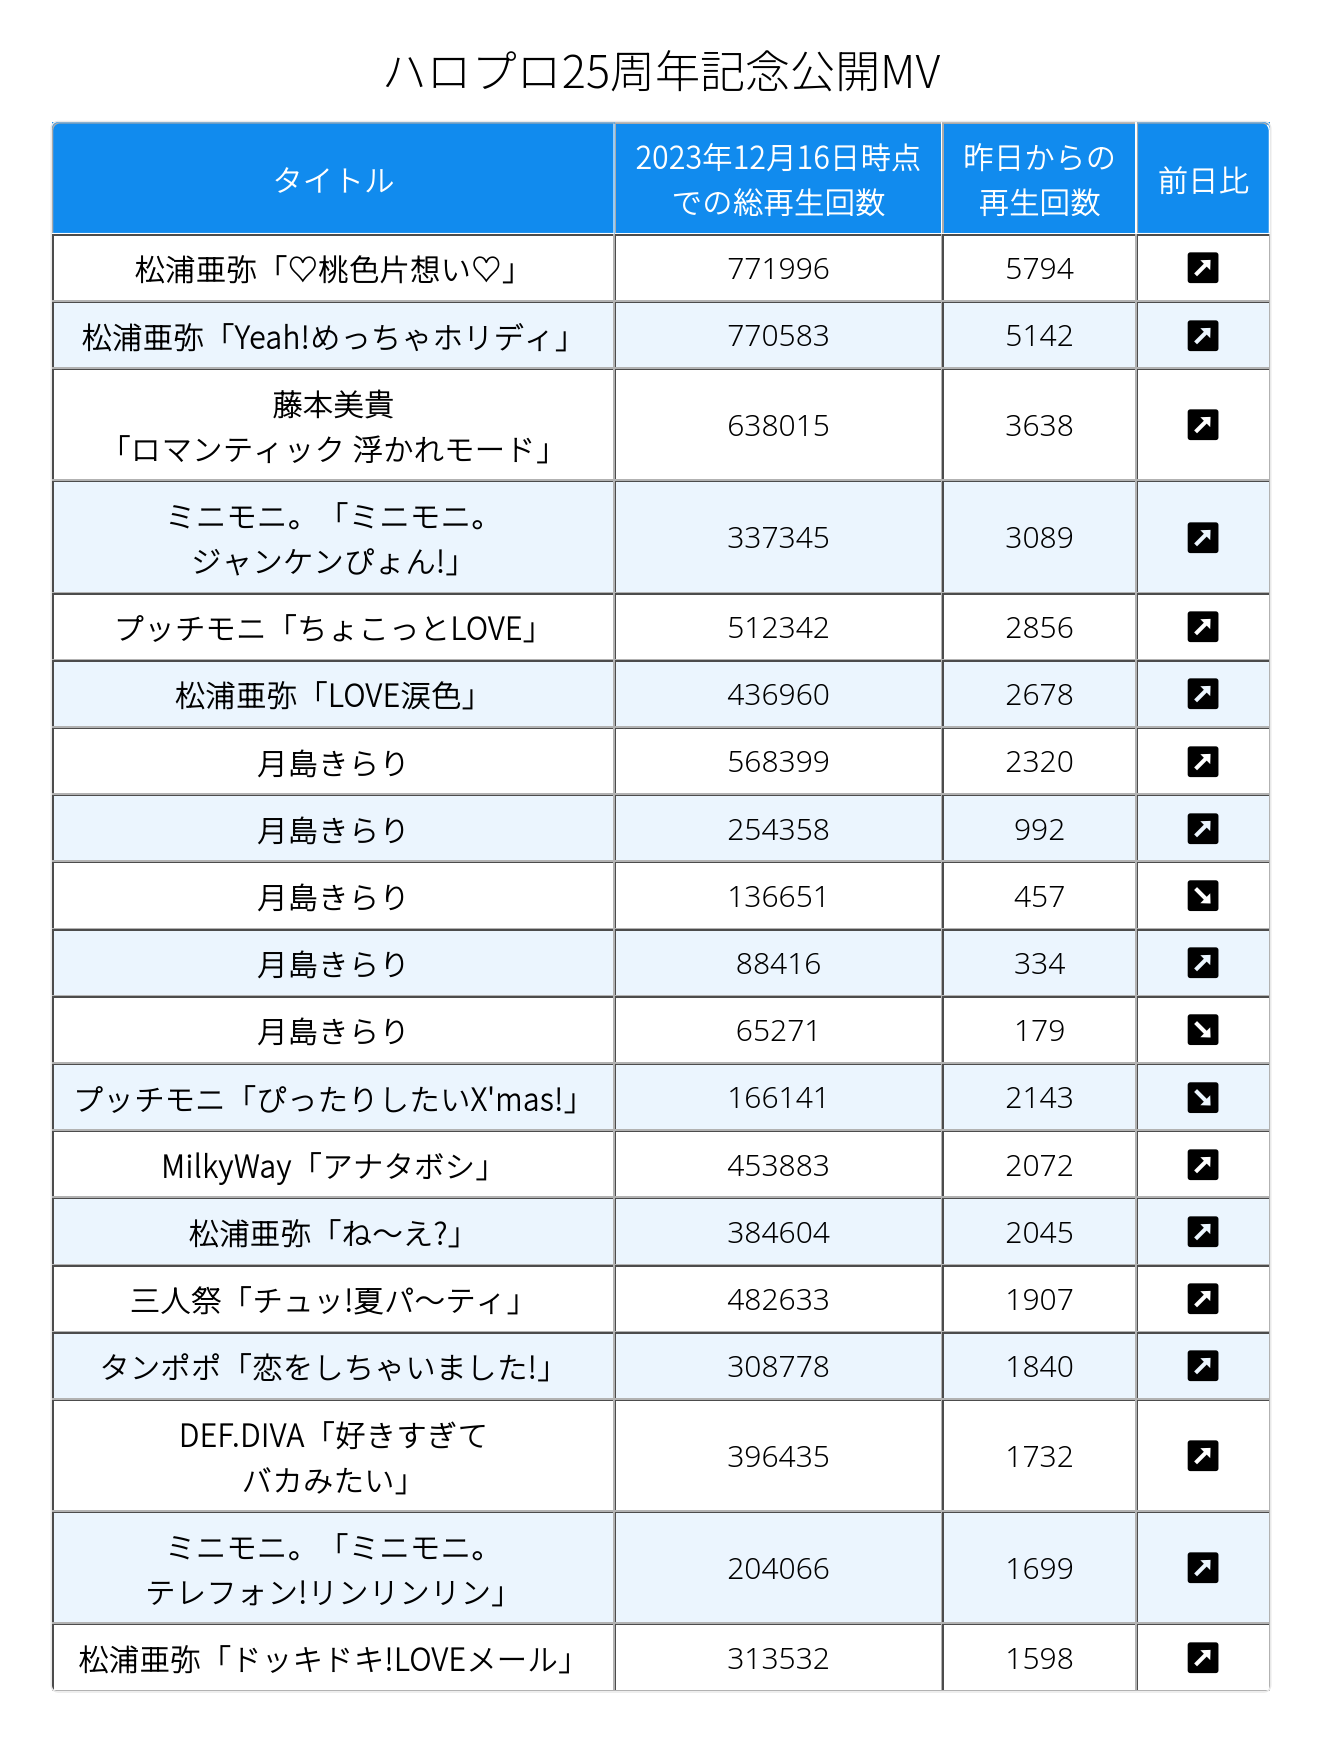 ハロプロ25周年記念公開MV
タイトル 2023年12月16日時点 昨日からの 前日比
での総再生回数 再生回数
松浦亜弥「♡桃色片想い♡」 771996 5794
松浦亜弥「Yeah!めっちゃホリディ」 770583 5142
藤本美貴
「ロマンティック 浮かれモード」 638015 3638
ミニモニ。「ミニモニ。
ジャンケンぴょん!」 337345 3089
プッチモニ「ちょこっとLOVE」 512342 2856
松浦亜弥「LOVE涙色」 436960 2678
月島きらり 568399 2320
月島きらり 254358 992
月島きらり 136651 457
月島きらり 88416 334
月島きらり 65271 179
プッチモニ「ぴったりしたいX'mas!」 166141 2143
MilkyWay「アナタボシ」 453883 2072
松浦亜弥「ね〜え?」 384604 2045
三人祭「チュッ!夏パ〜ティ」 482633 1907
タンポポ「恋をしちゃいました!」 308778 1840
DEF.DIVA「好きすぎて
バカみたい」 396435 1732
ミニモニ。「ミニモニ。
テレフォン!リンリンリン」 204066 1699
松浦亜弥「ドッキドキ!LOVEメール」 313532 1598